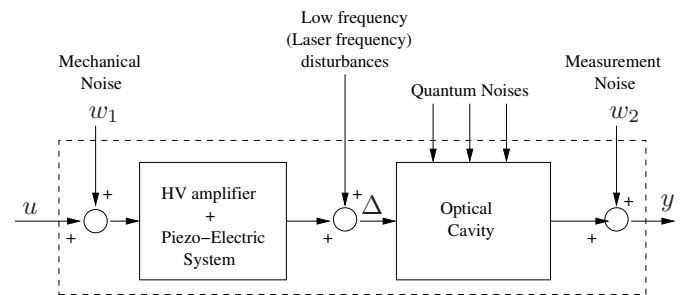 Low frequency
(Laser frequency)
disturbances
Mechanical
Noise
w₁
Quantum Noises
Measurement
Noise
w₂
+
+
+
u
+
HV amplifier
+
Piezo−Electric
System
+
Δ
Optical
Cavity
+
y